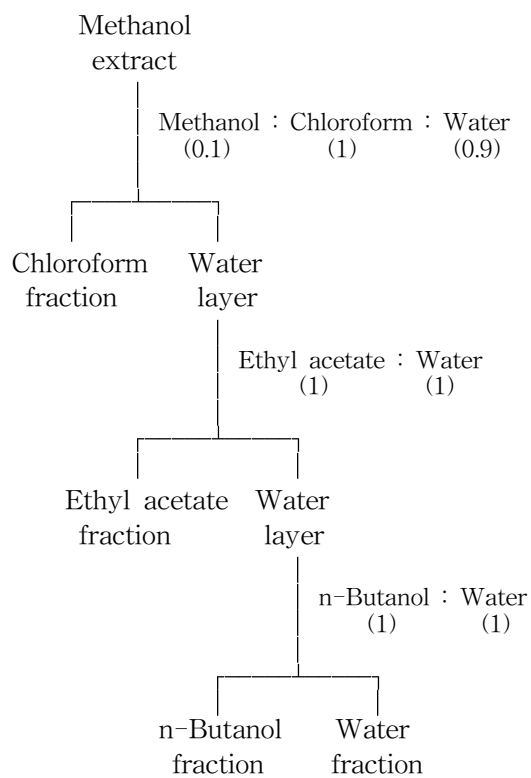 Methanol
extract
Methanol : Chloroform : Water
(0.1) (1) (0.9)
Chloroform
fraction
Water
layer
Ethyl acetate : Water
(1) (1)
Ethyl acetate
fraction
Water
layer
n-Butanol : Water
(1) (1)
n-Butanol
fraction
Water
fraction